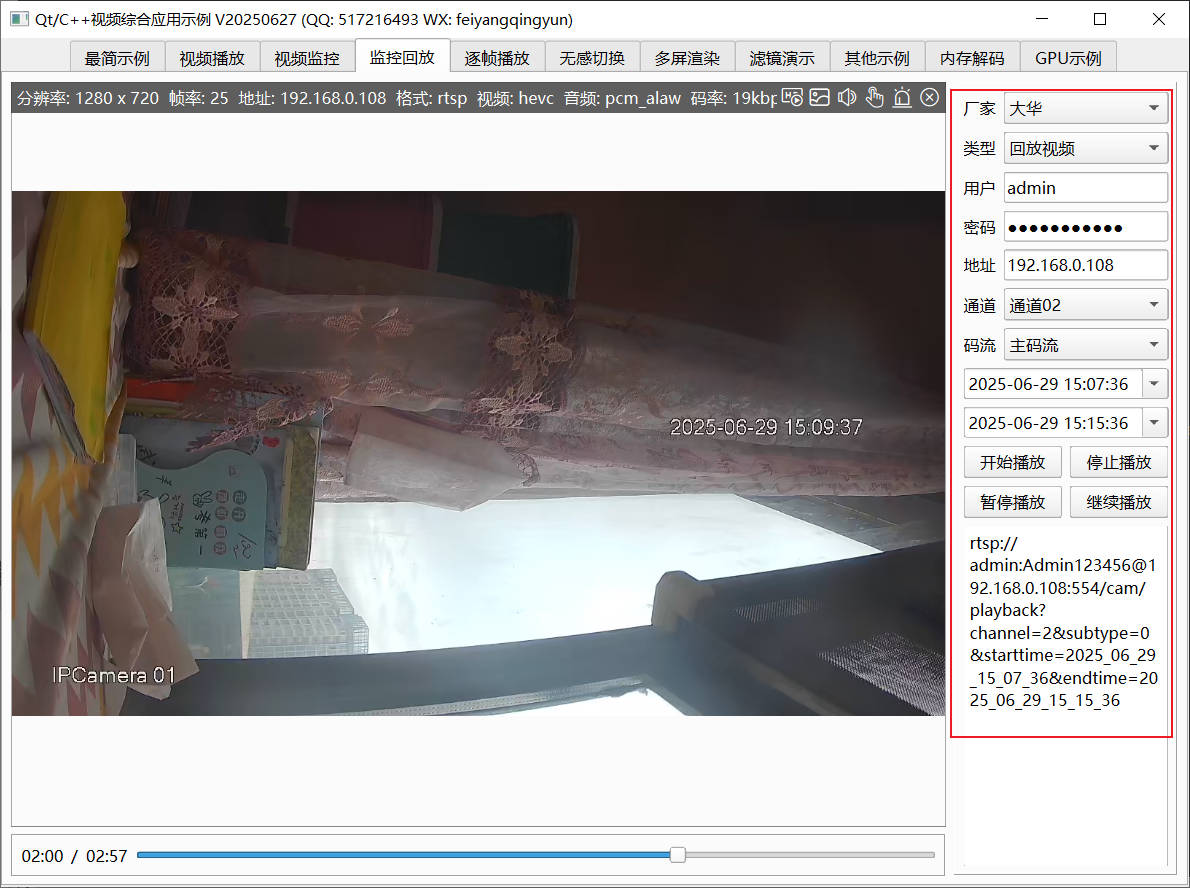 Qt/C++视频综合应用示例 V20250627 (QQ: 517216493 WX: feiyangqingyun)
最简示例 视频播放 视频监控 监控回放 逐帧播放 无感切换 多屏渲染 滤镜演示 其他示例 内存解码 GPU示例
分辨率: 1280 x 720 帧率: 25 地址: 192.168.0.108 格式: rtsp 视频: hevc 音频: pcm_alaw 码率: 19kbp
厂家 大华
类型 回放视频
用户 admin
密码 ●●●●●●●●●●●
地址 192.168.0.108
通道 通道02
码流 主码流
2025-06-29 15:07:36
2025-06-29 15:15:36
开始播放 停止播放
暂停播放 继续播放
rtsp://
admin:Admin123456@1
92.168.0.108:554/cam/
playback?
channel=2&subtype=0
&starttime=2025_06_29
_15_07_36&endtime=20
25_06_29_15_15_36
2025-06-29 15:09:37
IPCamera 01
02:00 / 02:57